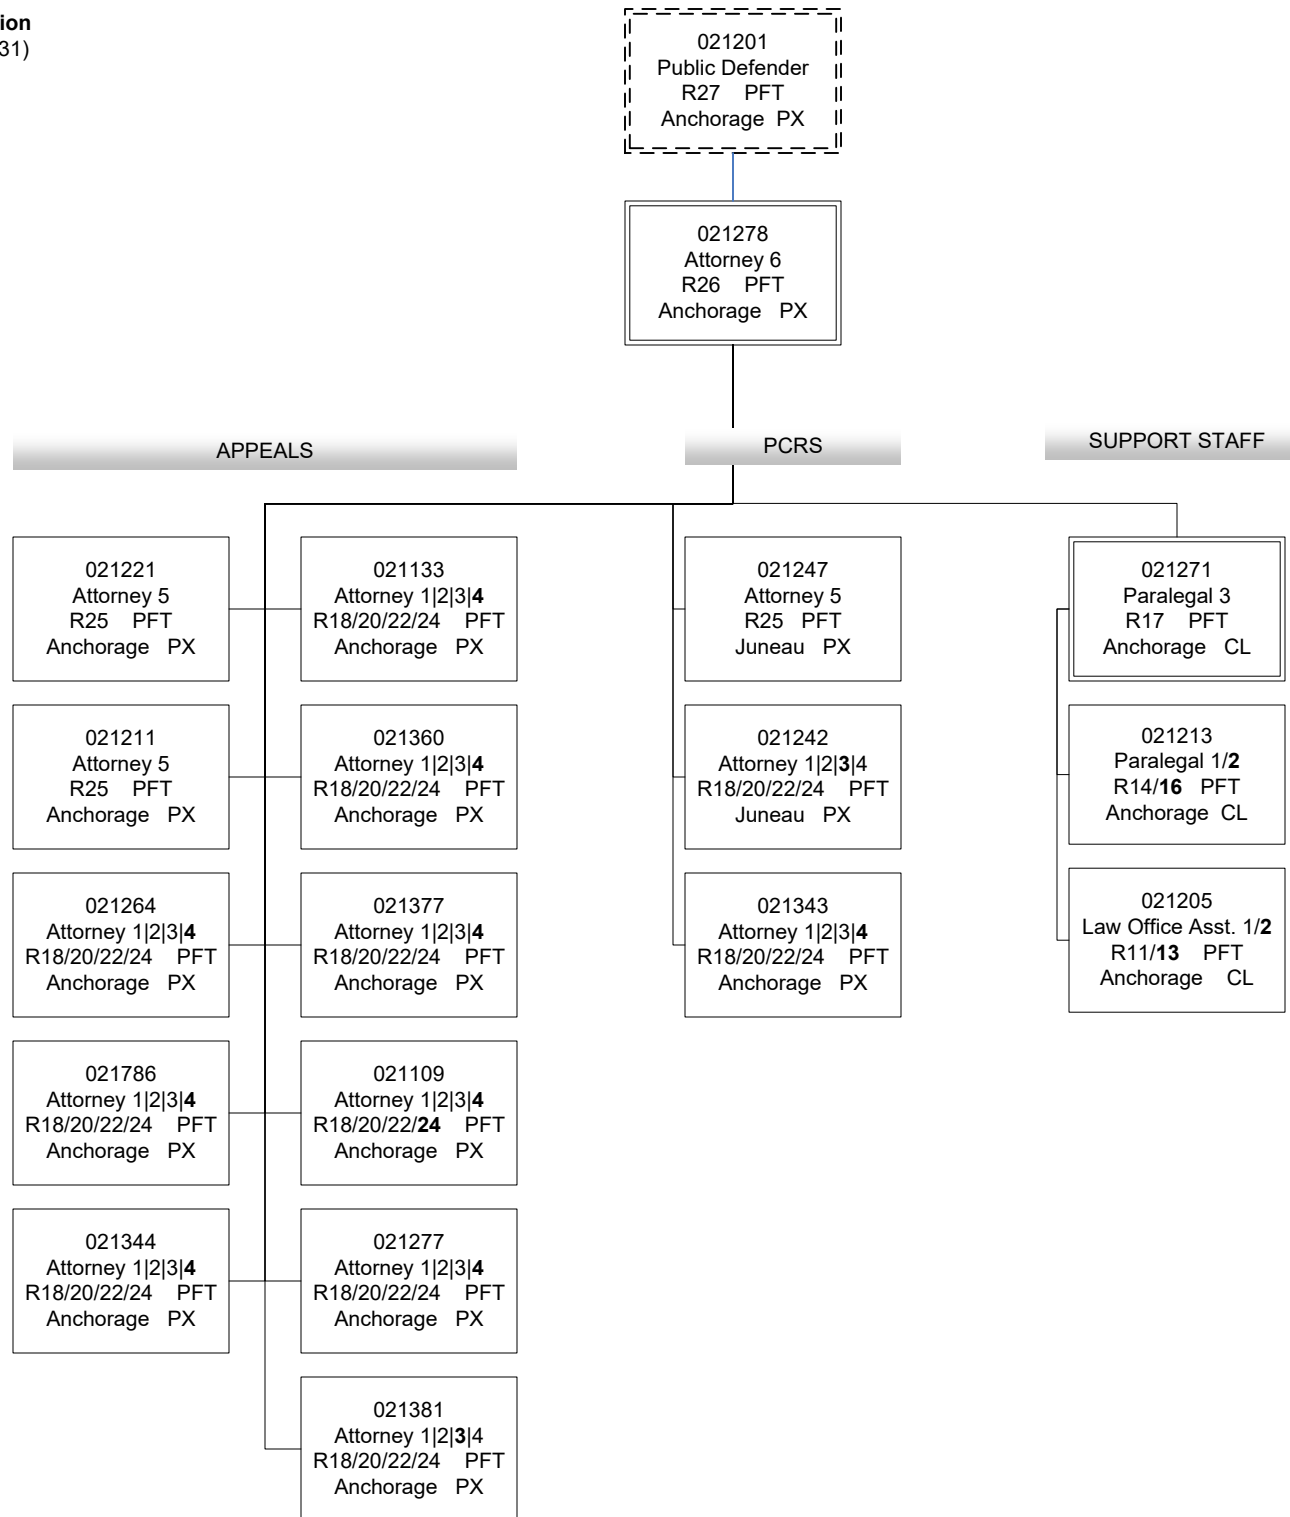 ion
31)
021201
Public Defender
R27 PFT
Anchorage PX
021278
Attorney 6
R26 PFT
Anchorage PX
APPEALS
PCRS
SUPPORT STAFF
021221
Attorney 5
R25 PFT
Anchorage PX
021133
Attorney 1|2|3|4
R18/20/22/24 PFT
Anchorage PX
021247
Attorney 5
R25 PFT
Juneau PX
021271
Paralegal 3
R17 PFT
Anchorage CL
021211
Attorney 5
R25 PFT
Anchorage PX
021360
Attorney 1|2|3|4
R18/20/22/24 PFT
Anchorage PX
021242
Attorney 1|2|3|4
R18/20/22/24 PFT
Juneau PX
021213
Paralegal 1/2
R14/16 PFT
Anchorage CL
021264
Attorney 1|2|3|4
R18/20/22/24 PFT
Anchorage PX
021377
Attorney 1|2|3|4
R18/20/22/24 PFT
Anchorage PX
021343
Attorney 1|2|3|4
R18/20/22/24 PFT
Anchorage PX
021205
Law Office Asst. 1/2
R11/13 PFT
Anchorage CL
021786
Attorney 1|2|3|4
R18/20/22/24 PFT
Anchorage PX
021109
Attorney 1|2|3|4
R18/20/22/24 PFT
Anchorage PX
021344
Attorney 1|2|3|4
R18/20/22/24 PFT
Anchorage PX
021277
Attorney 1|2|3|4
R18/20/22/24 PFT
Anchorage PX
021381
Attorney 1|2|3|4
R18/20/22/24 PFT
Anchorage PX